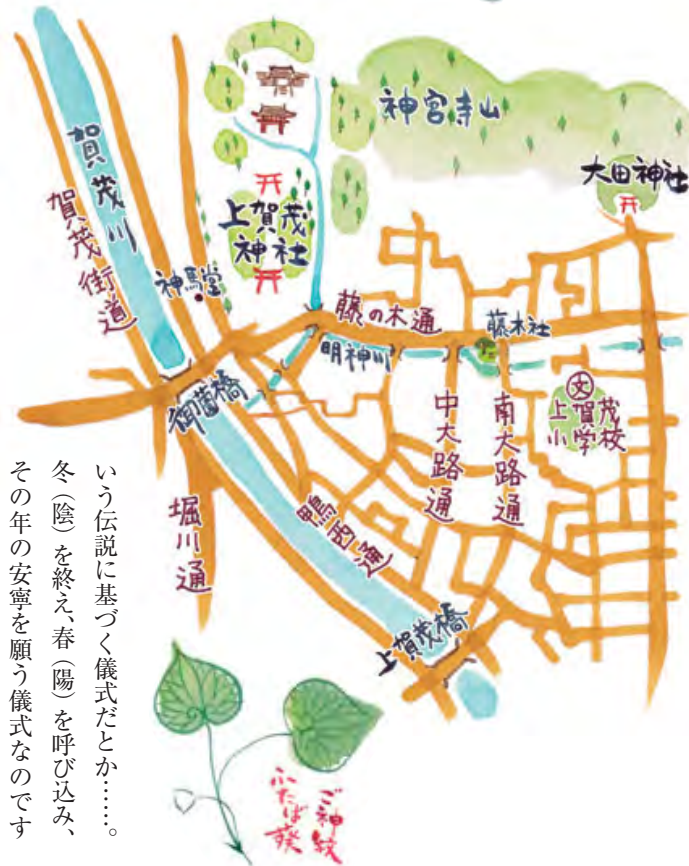 神宮寺山
大田神社
賀茂川
賀茂街道
上賀茂
神社
神馬堂
藤の木通
藤木社
明神川
御薗橋
中大路通
南大路通
文
上賀茂
小学校
堀川通
鴨西通
上賀茂橋
いう伝説に基づく儀式だとか……。
冬（陰）を終え、春（陽）を呼び込み、
その年の安寧を願う儀式なのです
ご神紋
ふたば葵